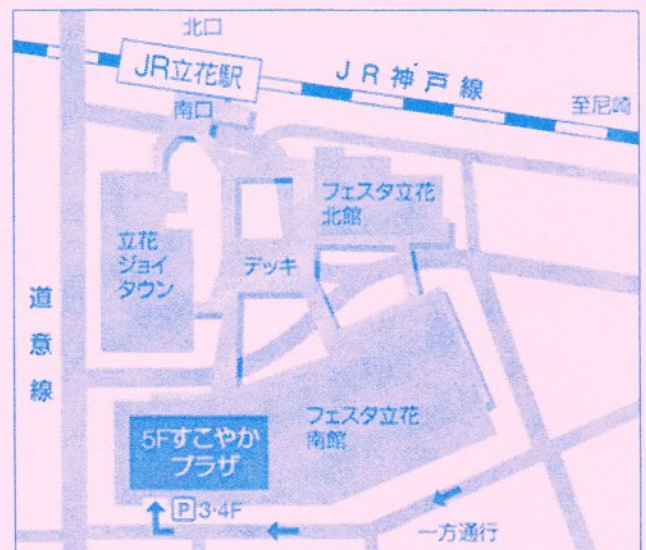 北口
JR立花駅
JR神戸線
南口
至尼崎
フェスタ立花
北館
立花
ジョイ
タウン
デッキ
道意線
フェスタ立花
南館
5Fすこやか
プラザ
P3・4F
一方通行